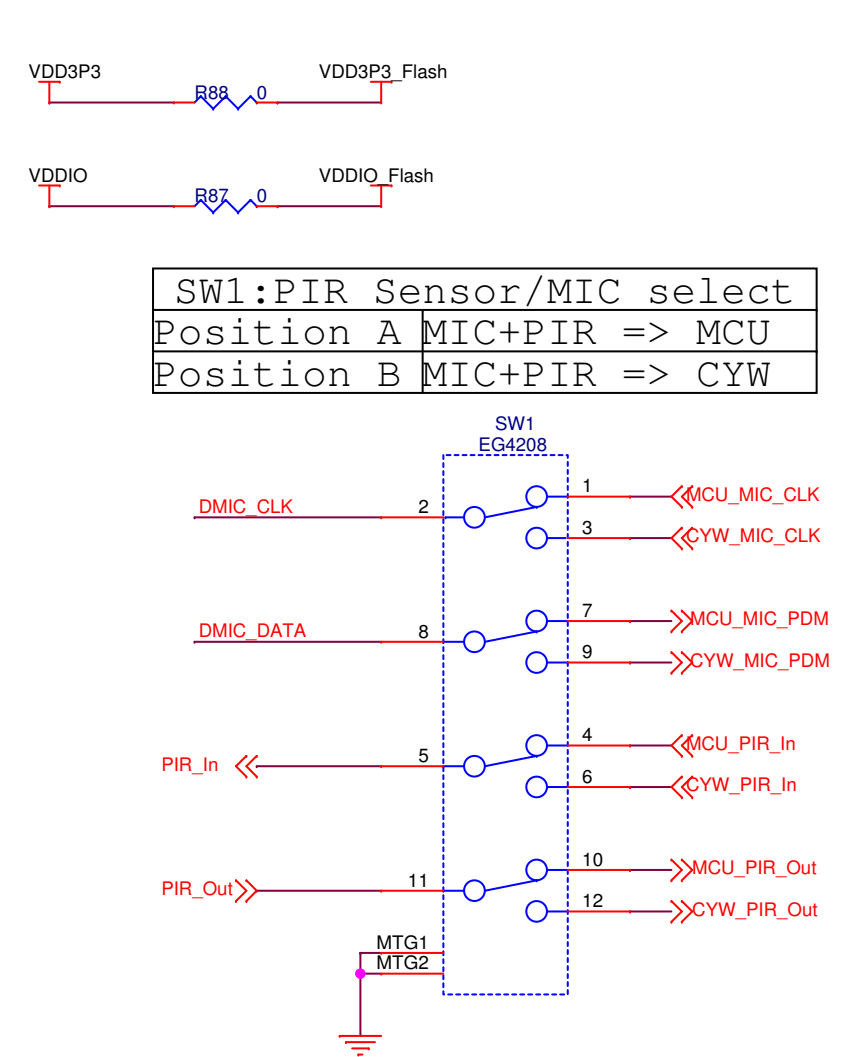 VDD3P3 VDD3P3_Flash
R88 0
VDDIO VDDIO_Flash
R87 0
SW1:PIR Sensor/MIC select
Position A MIC+PIR => MCU
Position B MIC+PIR => CYW
SW1
EG4208
DMIC_CLK 2 1 MCU_MIC_CLK
3 CYW_MIC_CLK
DMIC_DATA 8 7 MCU_MIC_PDM
9 CYW_MIC_PDM
PIR_In 5 4 MCU_PIR_In
6 CYW_PIR_In
PIR_Out 11 10 MCU_PIR_Out
12 CYW_PIR_Out
MTG1
MTG2